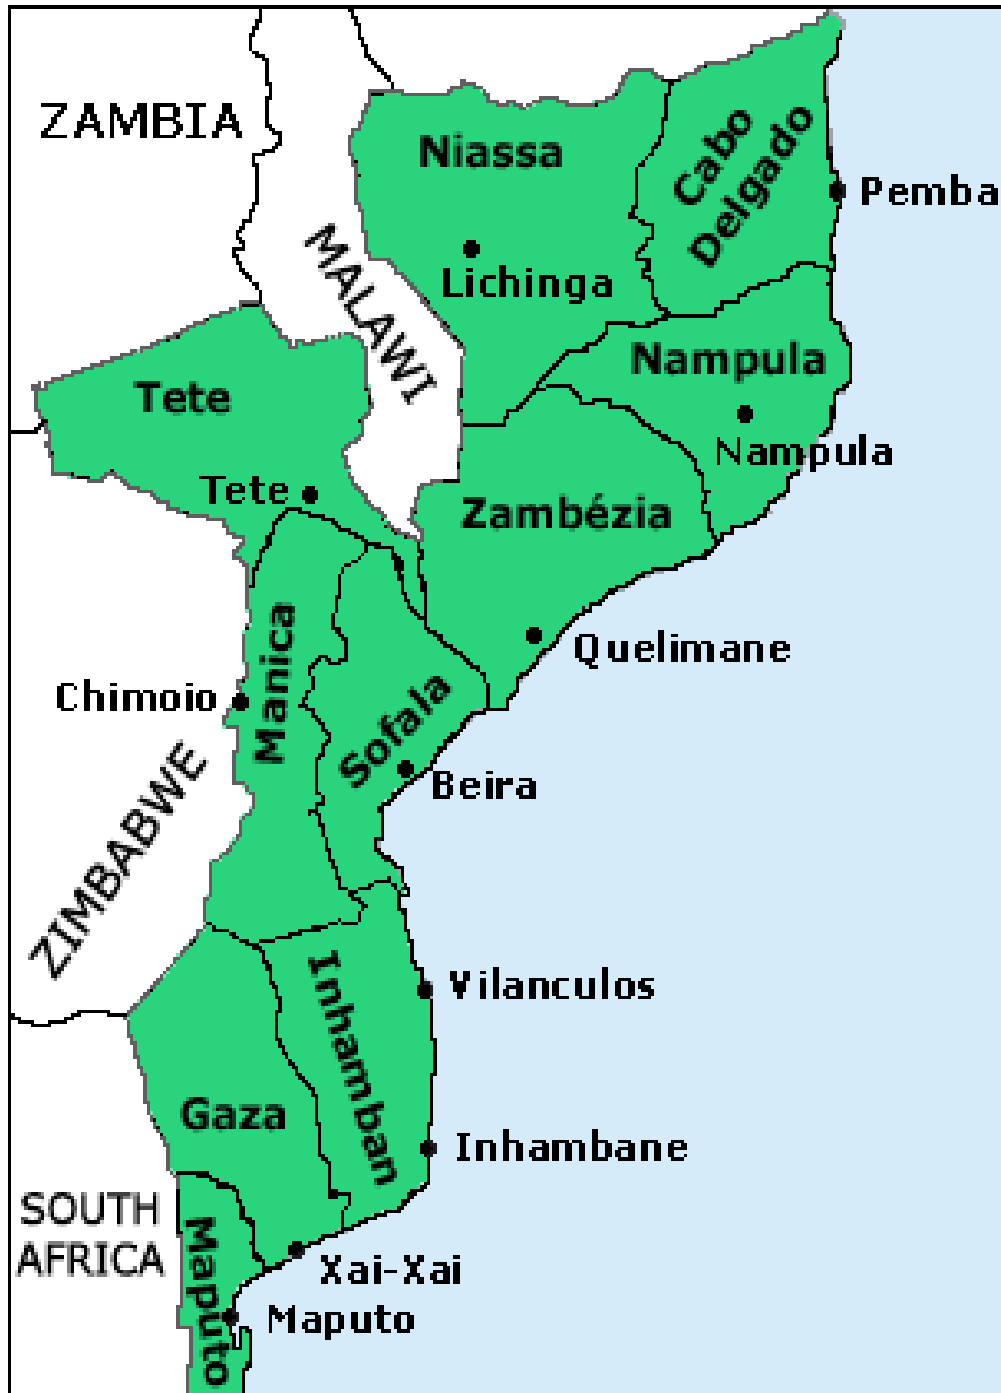 ZAMBIA
Niassa
Cabo
Delgado
Pemba
MALAWI
Lichinga
Nampula
Tete
Nampula
Tete
Zambézia
Manica
Quelimane
Chimoio
Sofala
ZIMBABWE
Beira
Inhamban
Vilanculos
Gaza
Inhambane
SOUTH
AFRICA
Maputo
Xai-Xai
Maputo